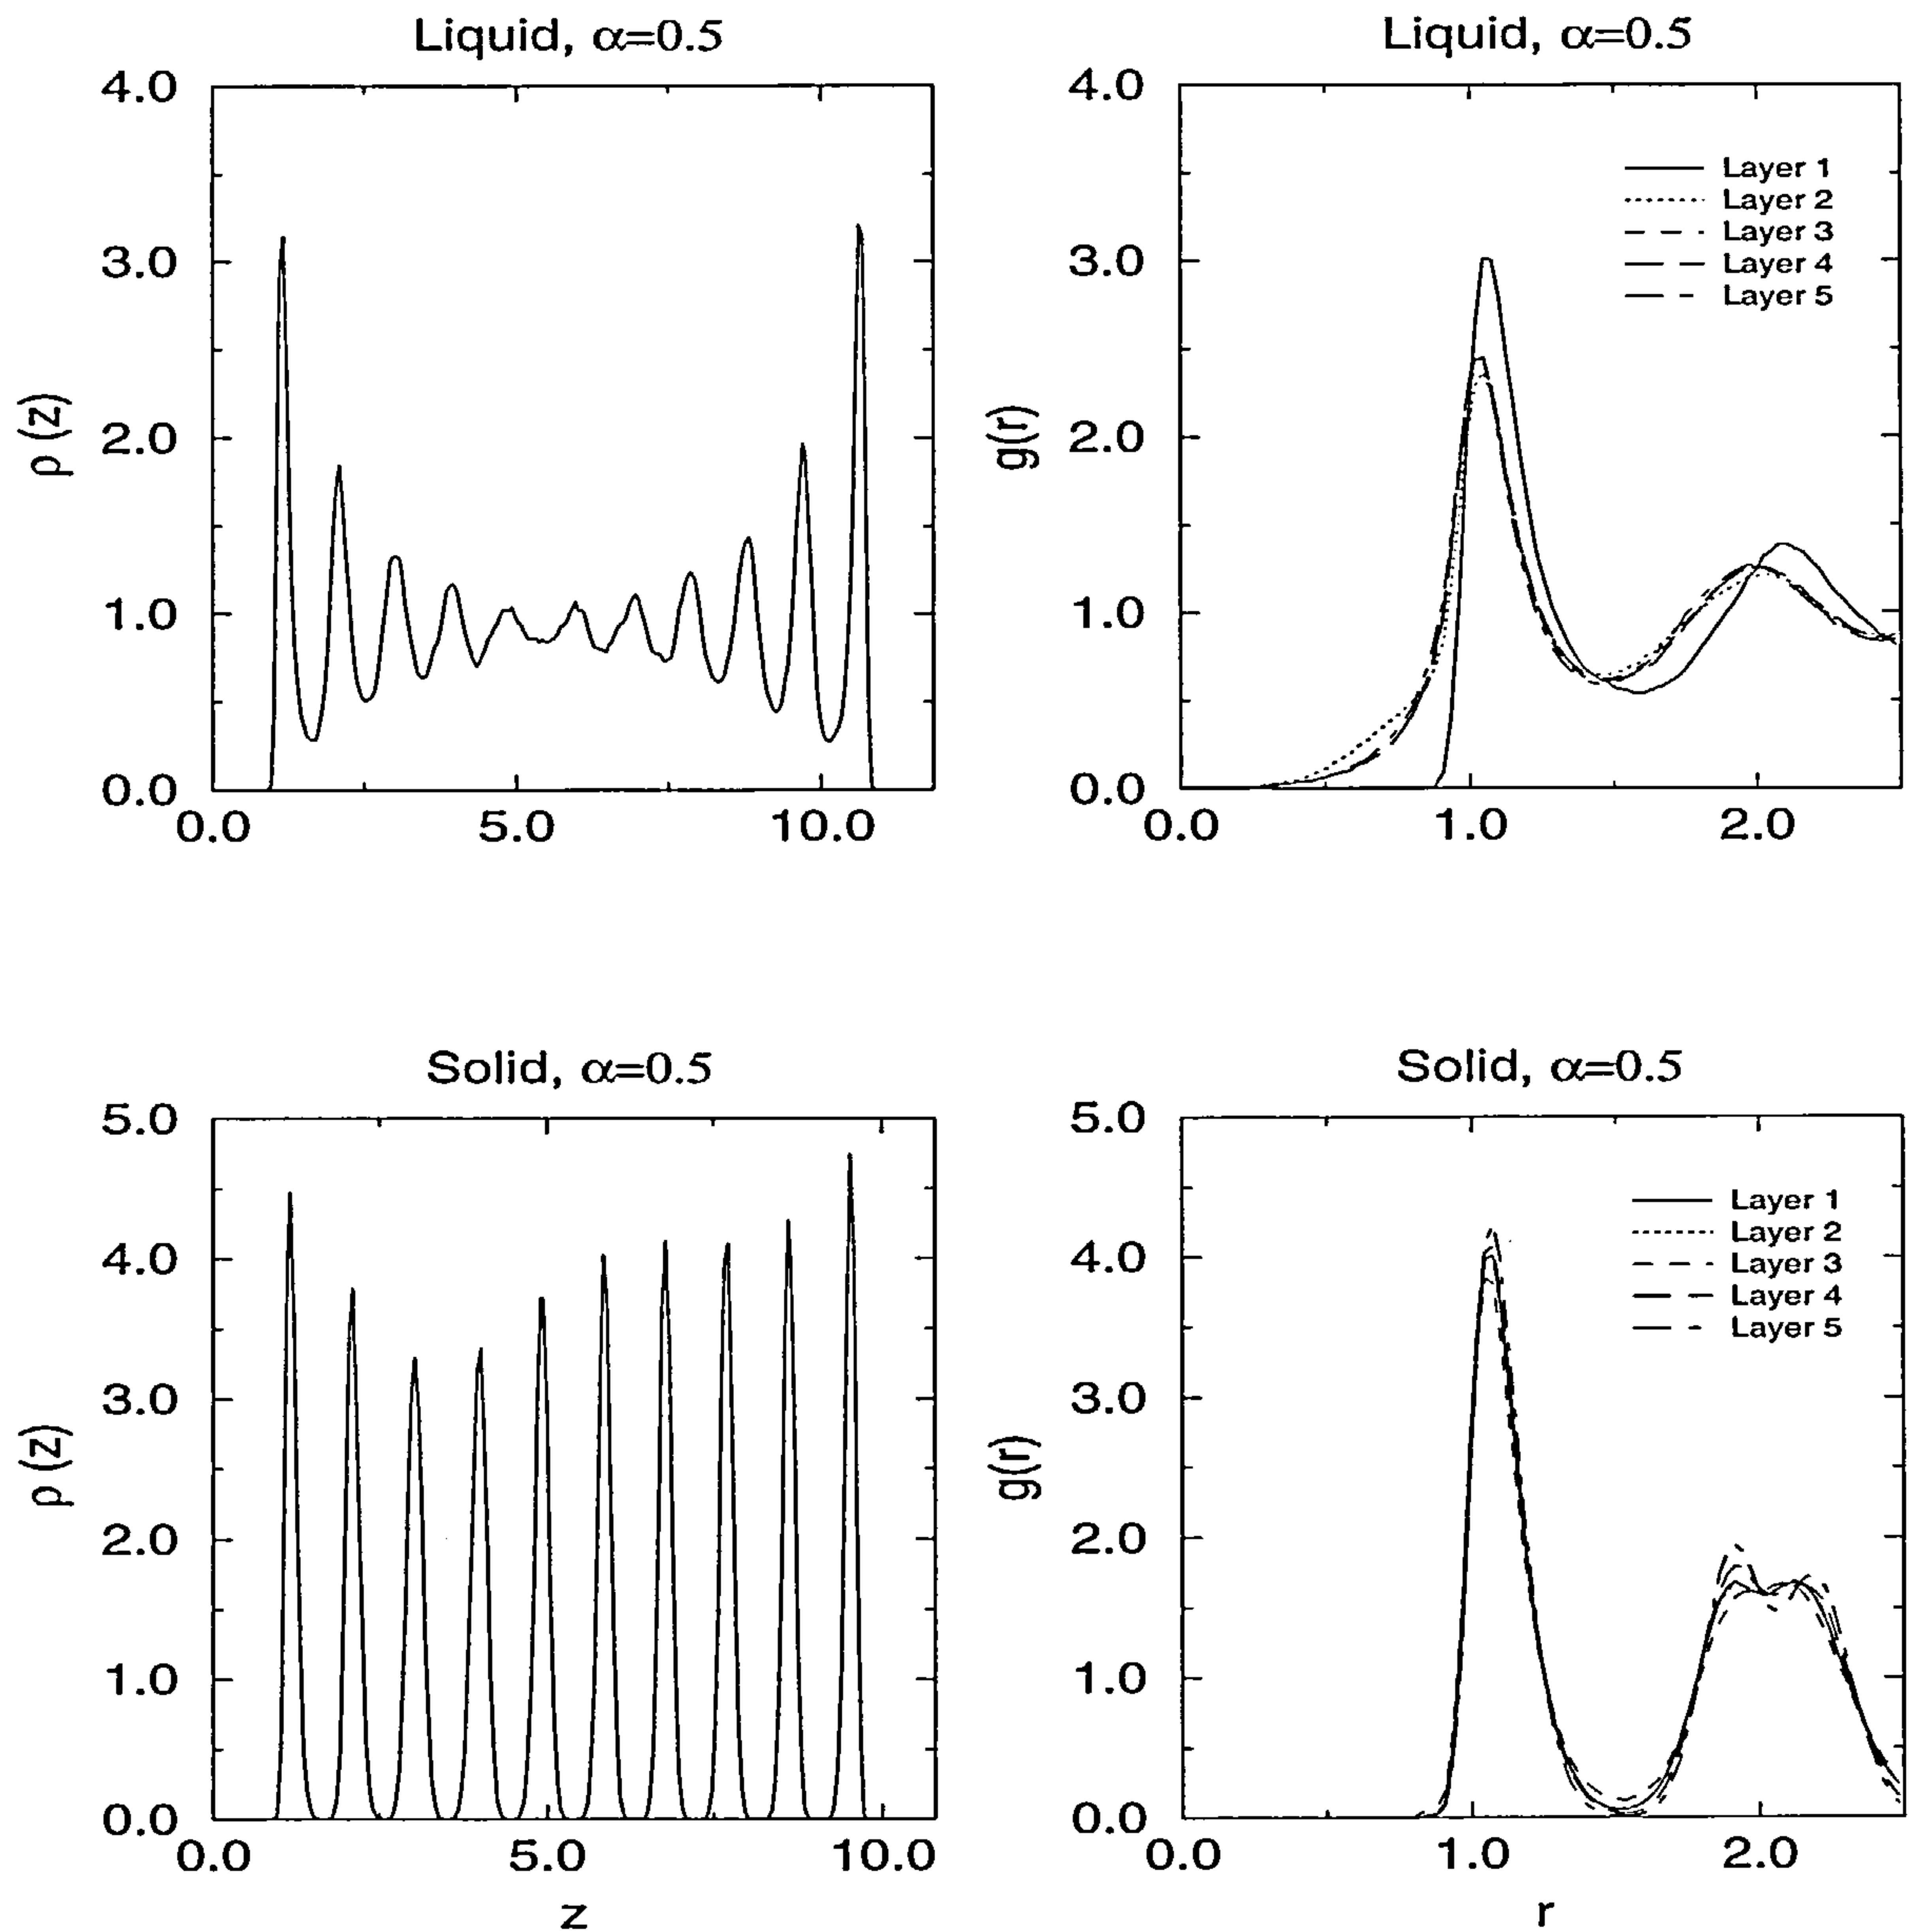 Liquid, α=0.5
4.0
3.0
2.0
1.0
0.0
ρ (z)
0.0 5.0 10.0
Liquid, α=0.5
4.0
3.0
2.0
1.0
0.0
g(r)
Layer 1
Layer 2
Layer 3
Layer 4
Layer 5
0.0 1.0 2.0
Solid, α=0.5
5.0
4.0
3.0
2.0
1.0
0.0
ρ (z)
0.0 5.0 10.0
z
Solid, α=0.5
5.0
4.0
3.0
2.0
1.0
0.0
g(r)
Layer 1
Layer 2
Layer 3
Layer 4
Layer 5
0.0 1.0 2.0
r